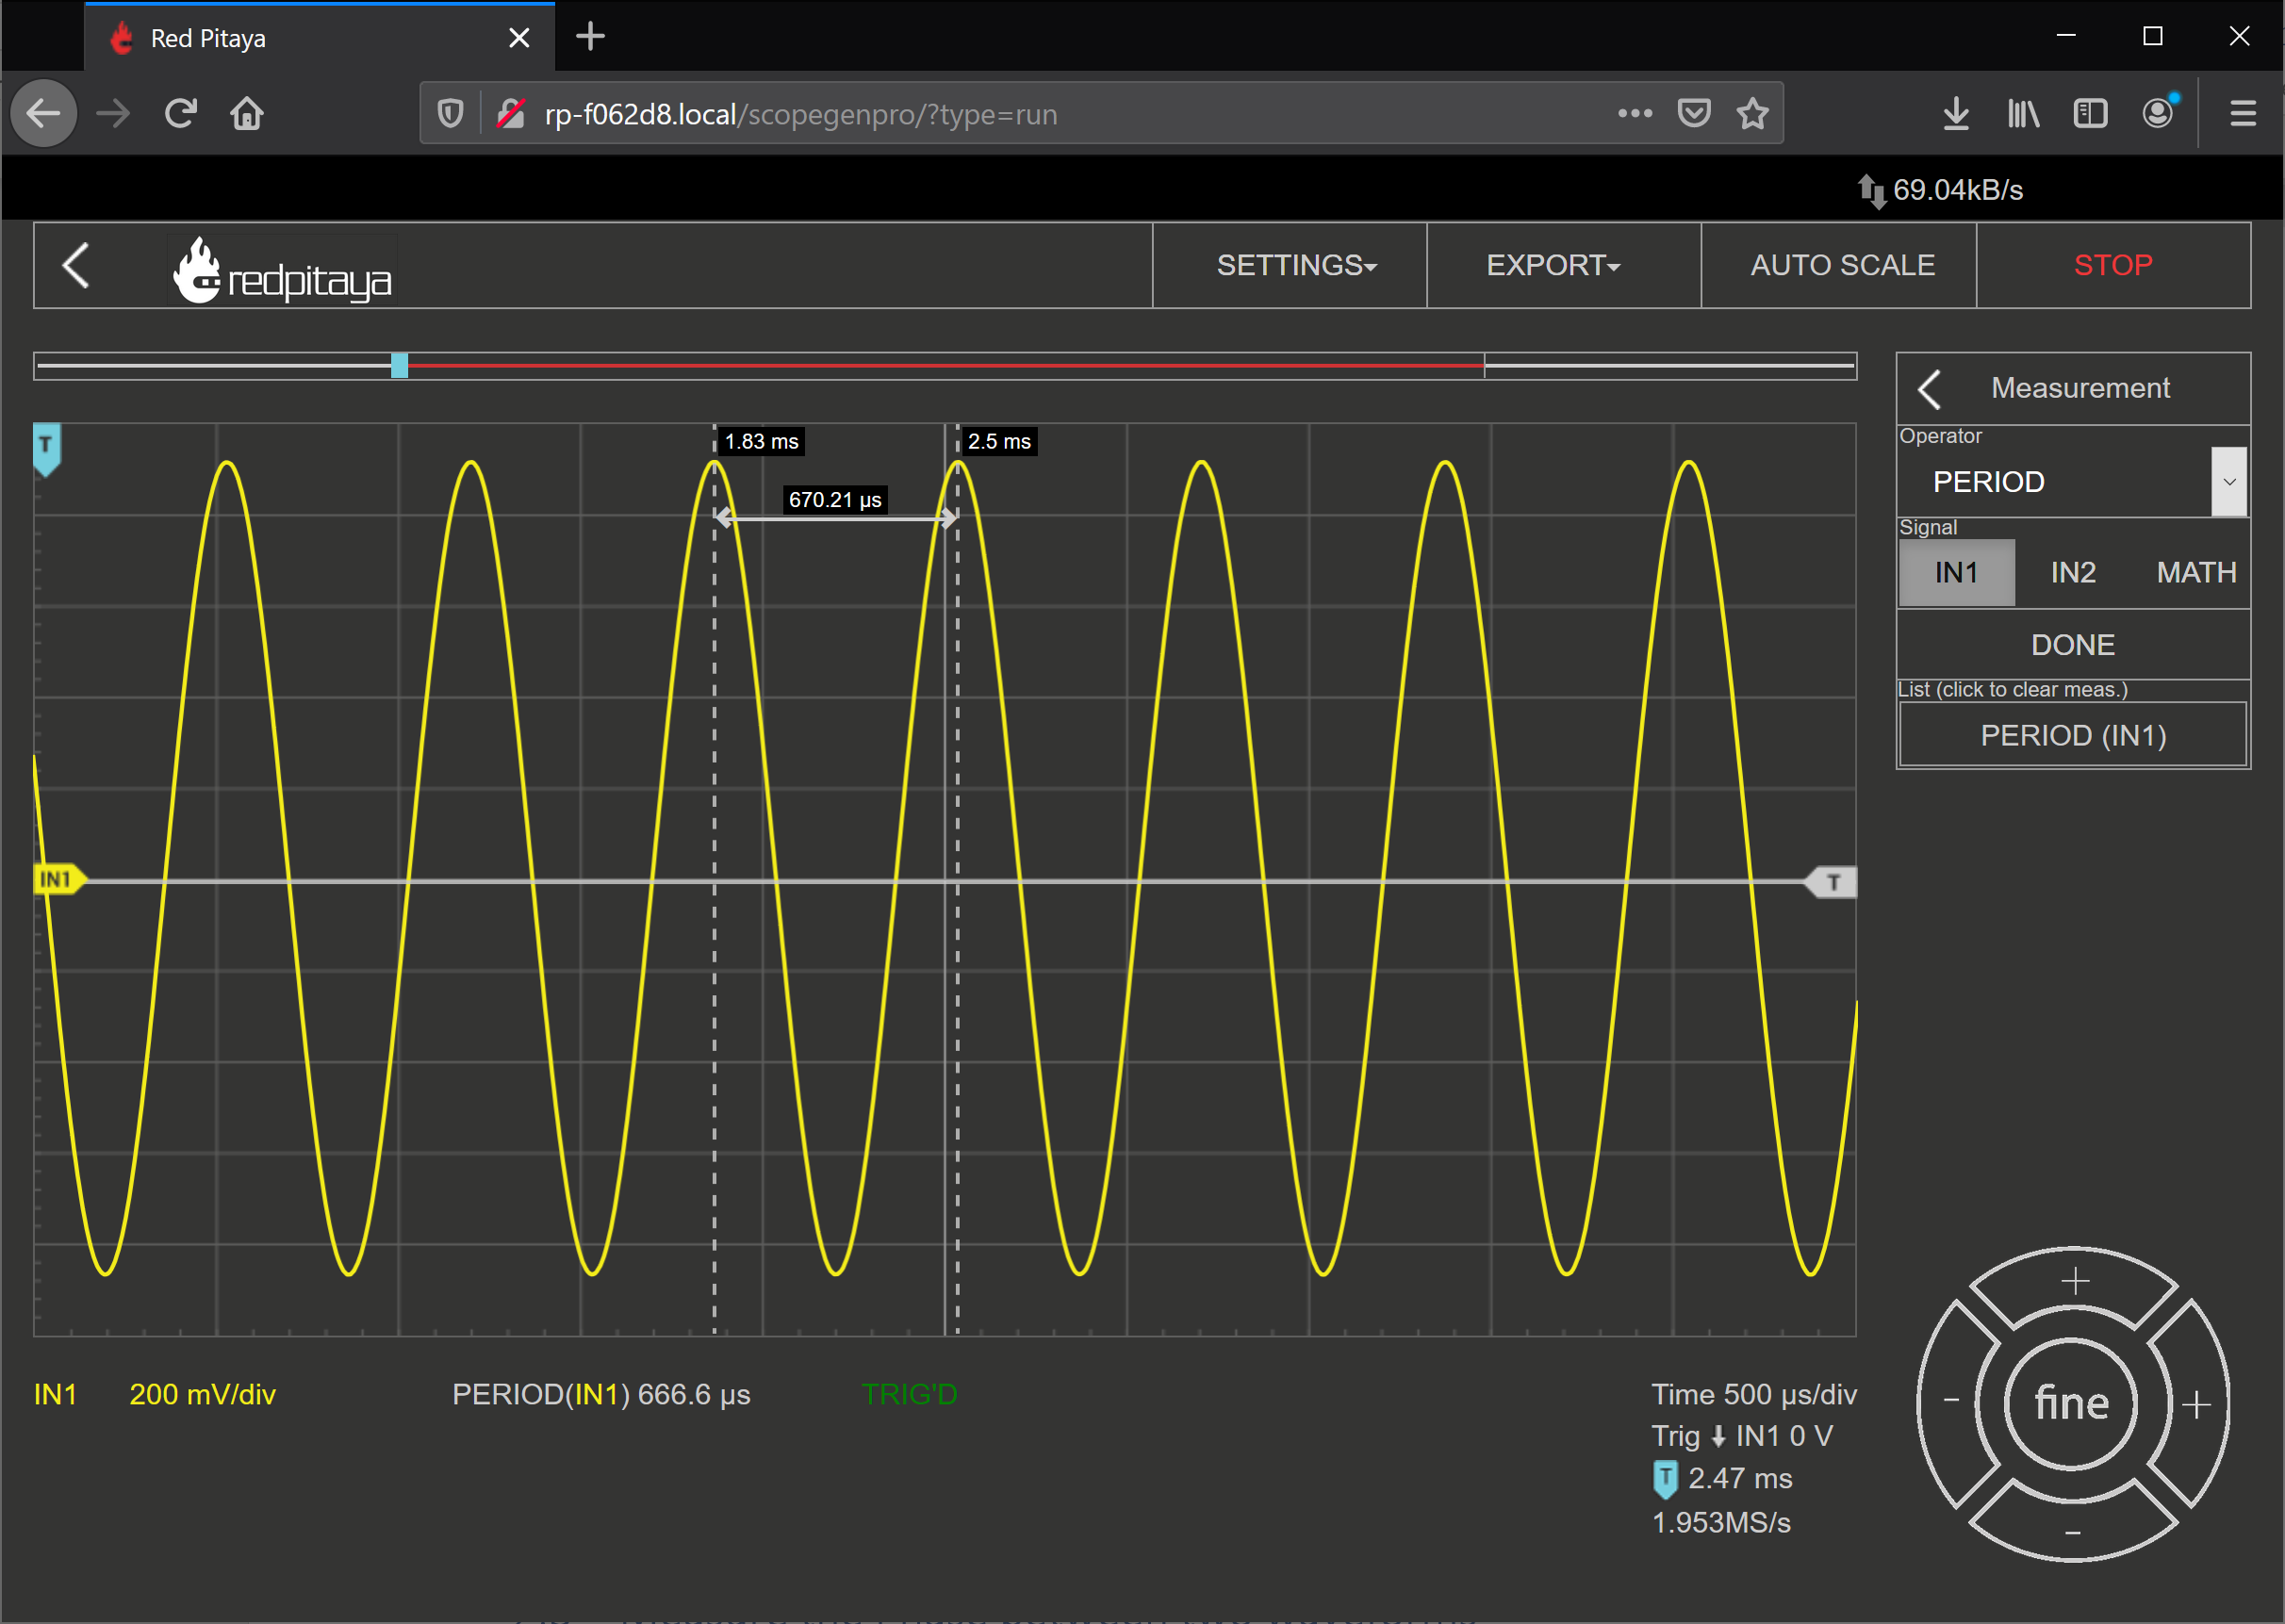 Red Pitaya
rp-f062d8.local/scopegenpro/?type=run
69.04kB/s
redpitaya
SETTINGS
EXPORT
AUTO SCALE
STOP
Measurement
Operator
PERIOD
Signal
IN1 IN2 MATH
DONE
List (click to clear meas.)
PERIOD (IN1)
T
1.83 ms
2.5 ms
670.21 µs
IN1
T
IN1 200 mV/div PERIOD(IN1) 666.6 µs TRIG'D
Time 500 µs/div
Trig IN1 0 V
T 2.47 ms
1.953MS/s
+
- fine +
-